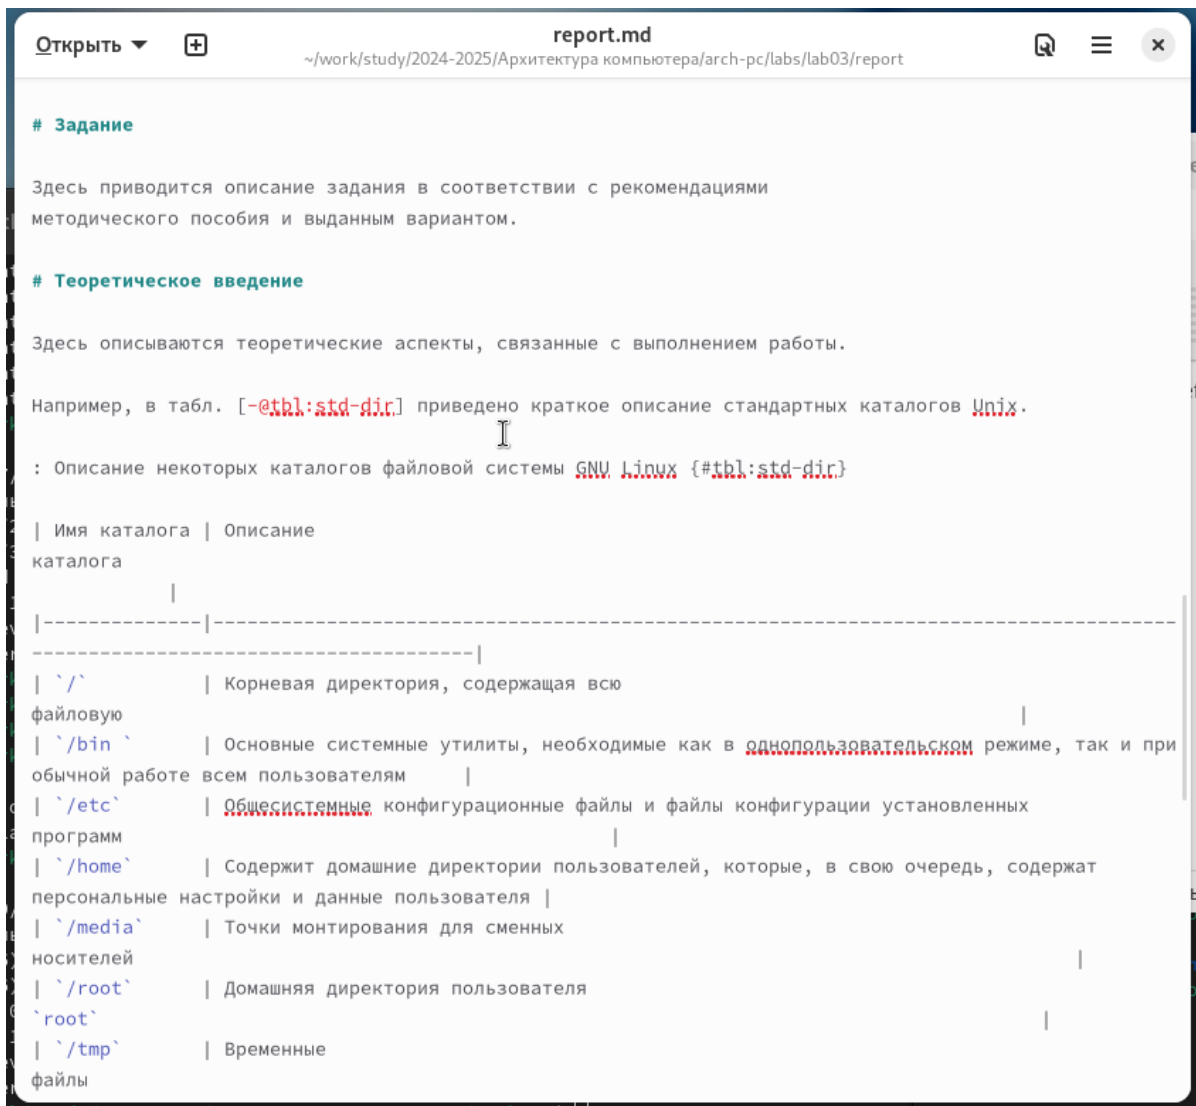 Открыть
report.md
~/work/study/2024-2025/Архитектура компьютера/arch-pc/labs/lab03/report
# Задание
Здесь приводится описание задания в соответствии с рекомендациями
методического пособия и выданным вариантом.
# Теоретическое введение
Здесь описываются теоретические аспекты, связанные с выполнением работы.
Например, в табл. [-@tbl:std-dir] приведено краткое описание стандартных каталогов Unix.
: Описание некоторых каталогов файловой системы GNU Linux {#tbl:std-dir}
| Имя каталога | Описание
каталога
|
|--------------|-------------------------------------------------------------------------------------
---------------------------------------|
| `/` | Корневая директория, содержащая всю
файловую |
| `/bin ` | Основные системные утилиты, необходимые как в однопользовательском режиме, так и при
обычной работе всем пользователям |
| `/etc` | Общесистемные конфигурационные файлы и файлы конфигурации установленных
программ |
| `/home` | Содержит домашние директории пользователей, которые, в свою очередь, содержат
персональные настройки и данные пользователя |
| `/media` | Точки монтирования для сменных
носителей |
| `/root` | Домашняя директория пользователя
`root` |
| `/tmp` | Временные
файлы